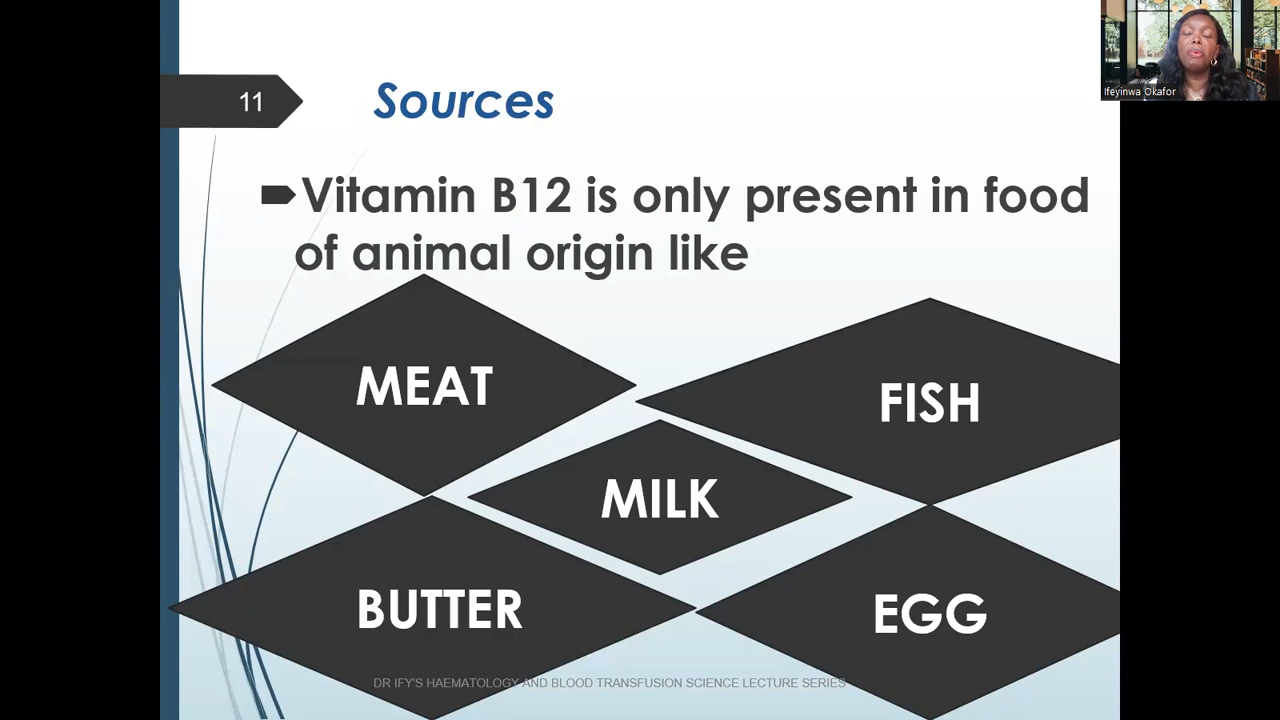 11
Sources
Vitamin B12 is only present in food
of animal origin like
MEAT
FISH
MILK
BUTTER
EGG
DR IFY'S HAEMATOLOGY AND BLOOD TRANSFUSION SCIENCE LECTURE SERIES
Ifeyinwa Okafor